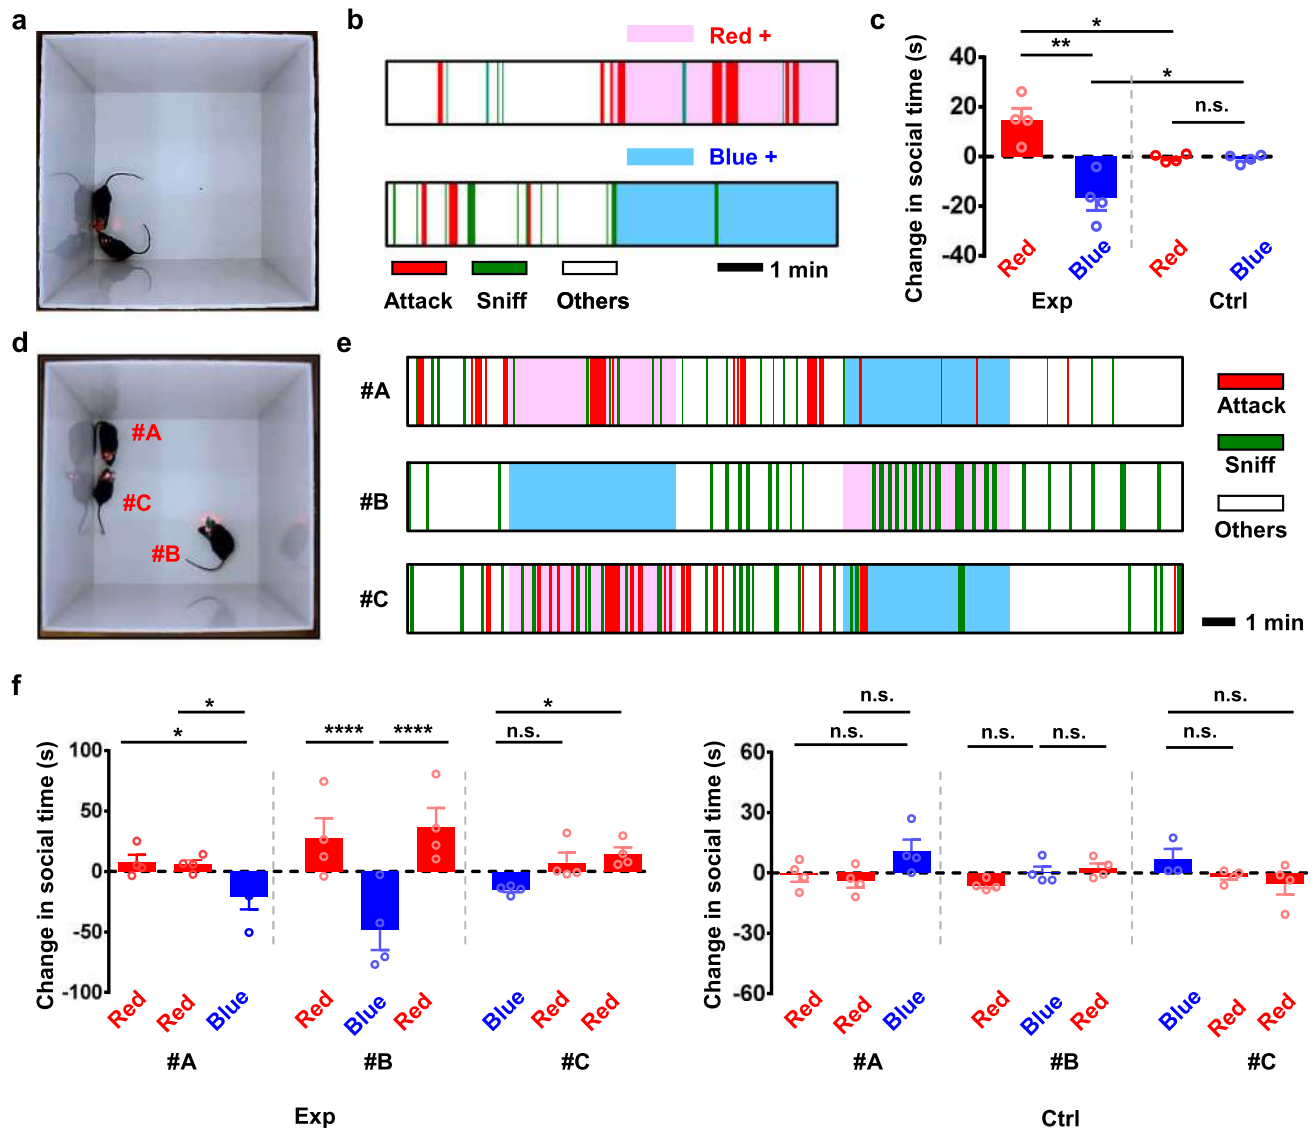 a
b
Red +
Blue +
Attack
Sniff
Others
1 min
c
Change in social time (s)
40
20
0
-20
-40
*
**
*
n.s.
Red
Blue
Red
Blue
Exp
Ctrl
d
#A
#C
#B
e
#A
#B
#C
Attack
Sniff
Others
1 min
f
Change in social time (s)
100
50
0
-50
-100
*
*
****
****
*
n.s.
Red
Red
Blue
Red
Blue
Red
Blue
Red
Red
#A
#B
#C
Exp
Change in social time (s)
60
30
0
-30
-60
n.s.
n.s.
n.s.
n.s.
n.s.
n.s.
Red
Red
Blue
Red
Blue
Red
Blue
Red
Red
#A
#B
#C
Ctrl